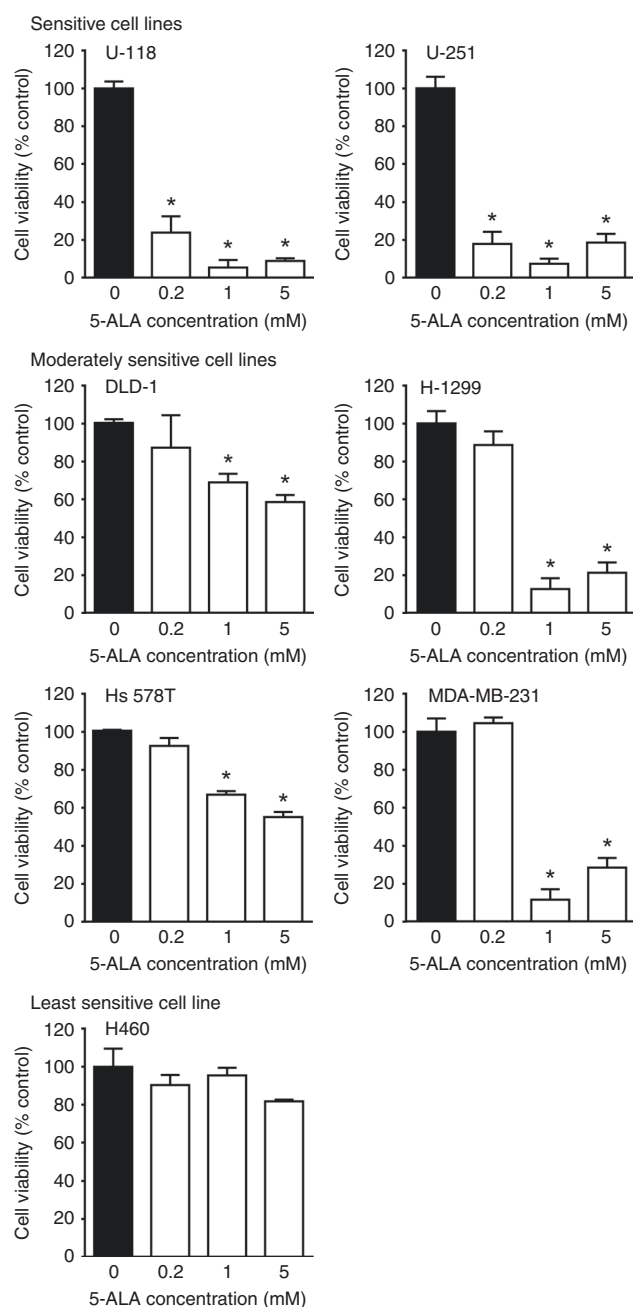 Sensitive cell lines
U-118
Cell viability (% control)
120
100
80
60
40
20
0
* * *
0 0.2 1 5
5-ALA concentration (mM)
U-251
Cell viability (% control)
120
100
80
60
40
20
0
* * *
0 0.2 1 5
5-ALA concentration (mM)
Moderately sensitive cell lines
DLD-1
Cell viability (% control)
120
100
80
60
40
20
0
* *
0 0.2 1 5
5-ALA concentration (mM)
H-1299
Cell viability (% control)
120
100
80
60
40
20
0
* *
0 0.2 1 5
5-ALA concentration (mM)
Hs 578T
Cell viability (% control)
120
100
80
60
40
20
0
* *
0 0.2 1 5
5-ALA concentration (mM)
MDA-MB-231
Cell viability (% control)
120
100
80
60
40
20
0
* *
0 0.2 1 5
5-ALA concentration (mM)
Least sensitive cell line
H460
Cell viability (% control)
120
100
80
60
40
20
0
0 0.2 1 5
5-ALA concentration (mM)